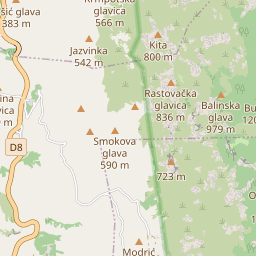 Krmpotska
glavica
566 m
šić glava
383 m
Jazvinka
542 m
Kita
800 m
Rastovačka
glavica
836 m
Balinska
glava
979 m
Smokova
glava
590 m
D8
723 m
Modrić